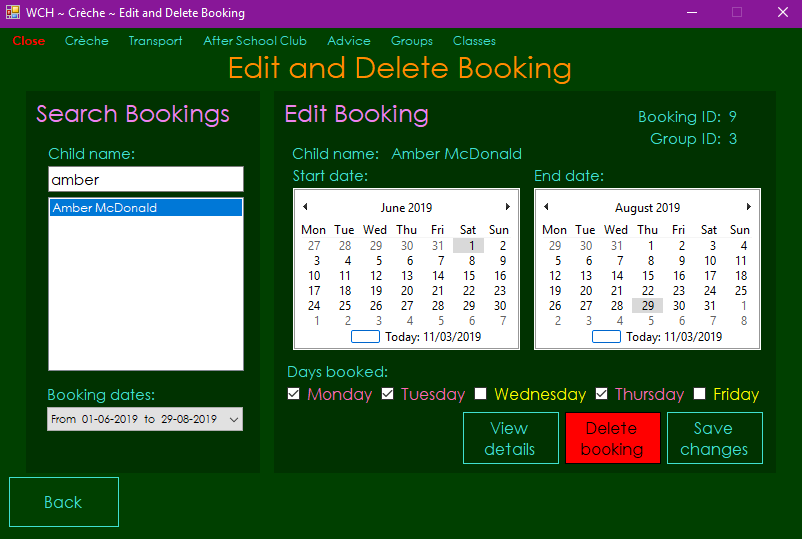 WCH ~ Crèche ~ Edit and Delete Booking
Close Crèche Transport After School Club Advice Groups Classes
Edit and Delete Booking
Search Bookings
Child name:
amber
Amber McDonald
Booking dates:
From 01-06-2019 to 29-08-2019
Edit Booking
Booking ID: 9
Group ID: 3
Child name: Amber McDonald
Start date:
June 2019
Mon Tue Wed Thu Fri Sat Sun
27 28 29 30 31 1 2
3 4 5 6 7 8 9
10 11 12 13 14 15 16
17 18 19 20 21 22 23
24 25 26 27 28 29 30
1 2 3 4 5 6 7
Today: 11/03/2019
End date:
August 2019
Mon Tue Wed Thu Fri Sat Sun
29 30 31 1 2 3 4
5 6 7 8 9 10 11
12 13 14 15 16 17 18
19 20 21 22 23 24 25
26 27 28 29 30 31 1
2 3 4 5 6 7 8
Today: 11/03/2019
Days booked:
Monday Tuesday Wednesday Thursday Friday
View
details
Delete
booking
Save
changes
Back